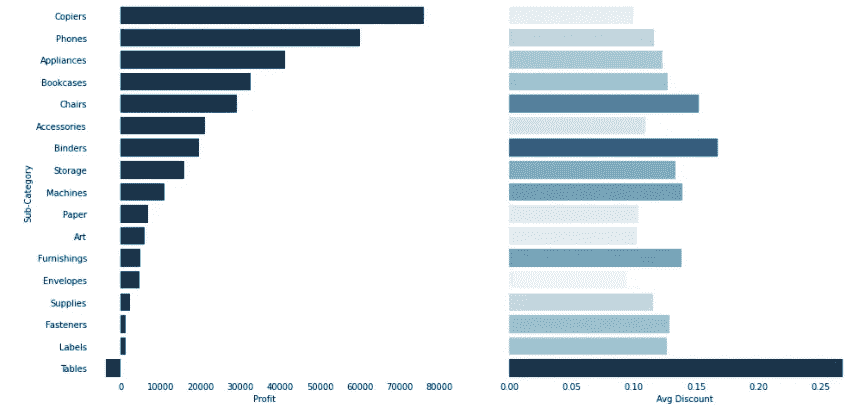 Copiers
Phones
Appliances
Bookcases
Chairs
Accessories
Binders
Storage
Machines
Paper
Art
Furnishings
Envelopes
Supplies
Fasteners
Labels
Tables
Sub-Category
0 10000 20000 30000 40000 50000 60000 70000 80000
Profit
0.00 0.05 0.10 0.15 0.20 0.25
Avg Discount